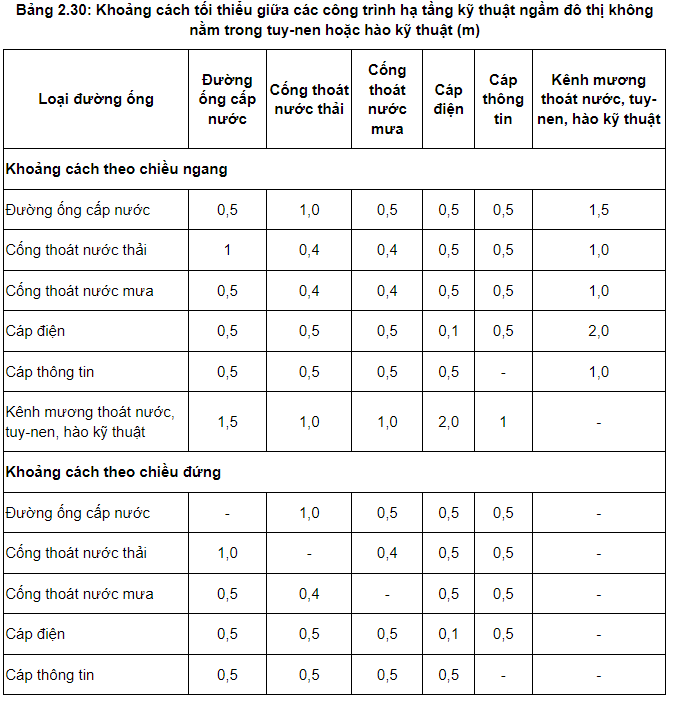 Bảng 2.30: Khoảng cách tối thiểu giữa các công trình hạ tầng kỹ thuật ngầm đô thị không
nằm trong tuy-nen hoặc hào kỹ thuật (m)
Loại đường ống | Đường ống cấp nước | Cống thoát nước thải | Cống thoát nước mưa | Cáp điện | Cáp thông tin | Kênh mương thoát nước, tuy-nen, hào kỹ thuật
Khoảng cách theo chiều ngang
Đường ống cấp nước | 0,5 | 1,0 | 0,5 | 0,5 | 0,5 | 1,5
Cống thoát nước thải | 1 | 0,4 | 0,4 | 0,5 | 0,5 | 1,0
Cống thoát nước mưa | 0,5 | 0,4 | 0,4 | 0,5 | 0,5 | 1,0
Cáp điện | 0,5 | 0,5 | 0,5 | 0,1 | 0,5 | 2,0
Cáp thông tin | 0,5 | 0,5 | 0,5 | 0,5 | - | 1,0
Kênh mương thoát nước, tuy-nen, hào kỹ thuật | 1,5 | 1,0 | 1,0 | 2,0 | 1 | -
Khoảng cách theo chiều đứng
Đường ống cấp nước | - | 1,0 | 0,5 | 0,5 | 0,5 | -
Cống thoát nước thải | 1,0 | - | 0,4 | 0,5 | 0,5 | -
Cống thoát nước mưa | 0,5 | 0,4 | - | 0,5 | 0,5 | -
Cáp điện | 0,5 | 0,5 | 0,5 | 0,1 | 0,5 | -
Cáp thông tin | 0,5 | 0,5 | 0,5 | 0,5 | - | -